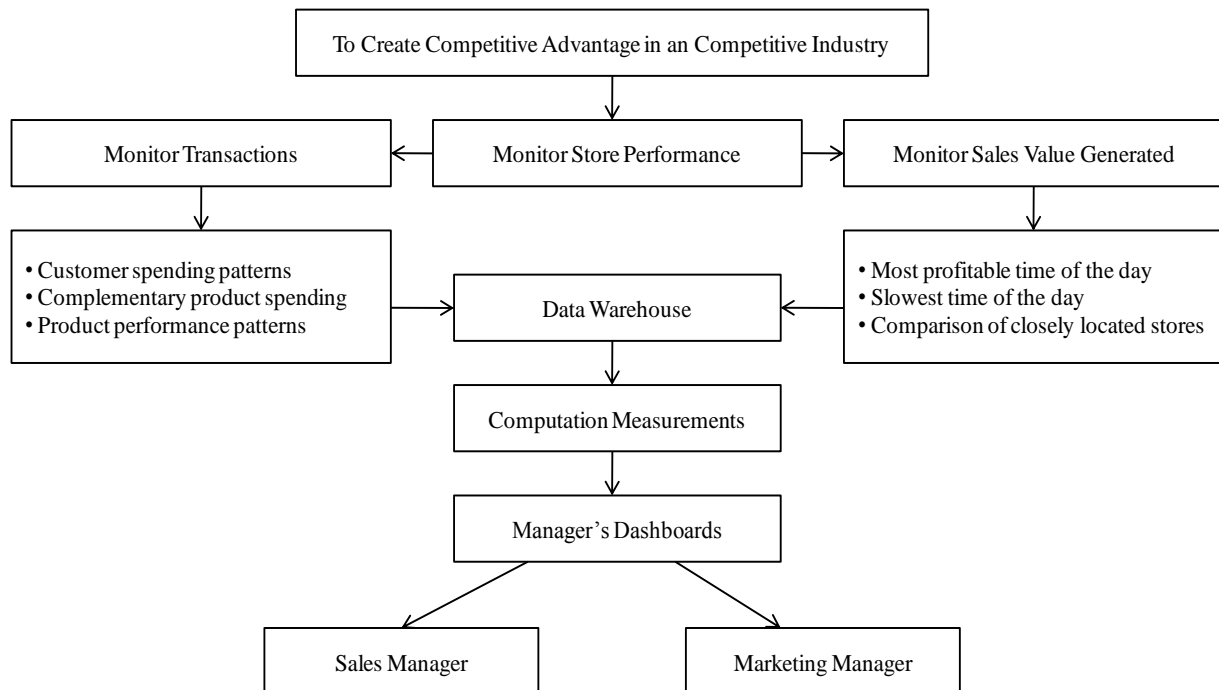 To Create Competitive Advantage in an Competitive Industry
Monitor Transactions
Monitor Store Performance
Monitor Sales Value Generated
• Customer spending patterns
• Complementary product spending
• Product performance patterns
Data Warehouse
• Most profitable time of the day
• Slowest time of the day
• Comparison of closely located stores
Computation Measurements
Manager’s Dashboards
Sales Manager
Marketing Manager